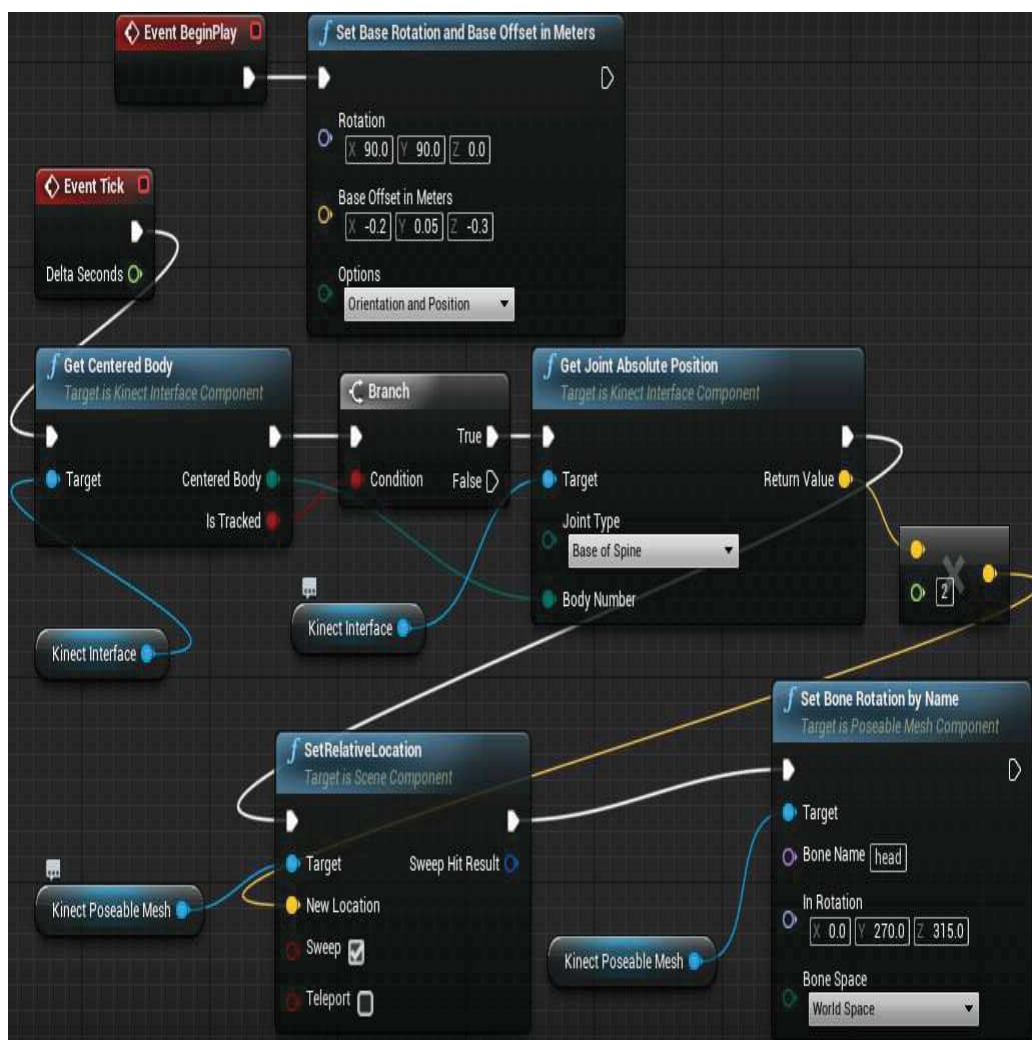 Event BeginPlay
Set Base Rotation and Base Offset in Meters
Rotation
X 90.0 Y 90.0 Z 0.0
Base Offset in Meters
X -0.2 Y 0.05 Z -0.3
Options
Orientation and Position
Event Tick
Delta Seconds
Get Centered Body
Target is Kinect Interface Component
Target
Centered Body
Is Tracked
Branch
True
Condition
False
Get Joint Absolute Position
Target is Kinect Interface Component
Target
Return Value
Joint Type
Base of Spine
Body Number
2
Kinect Interface
Kinect Interface
SetRelativeLocation
Target is Scene Component
Target
Sweep Hit Result
New Location
Sweep
Teleport
Kinect Poseable Mesh
Set Bone Rotation by Name
Target is Poseable Mesh Component
Target
Bone Name head
In Rotation
X 0.0 Y 270.0 Z 315.0
Bone Space
World Space
Kinect Poseable Mesh